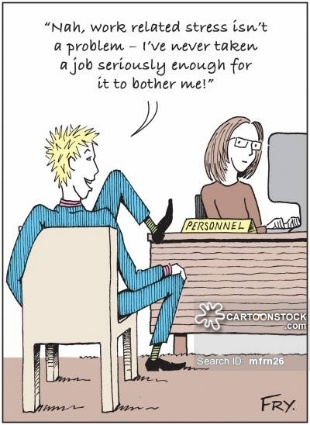 "Nah, work related stress isn't
a problem – I've never taken
a job seriously enough for
it to bother me!"
PERSONNEL
CARTOONSTOCK
.com
Search ID: mfrn26
FRY.